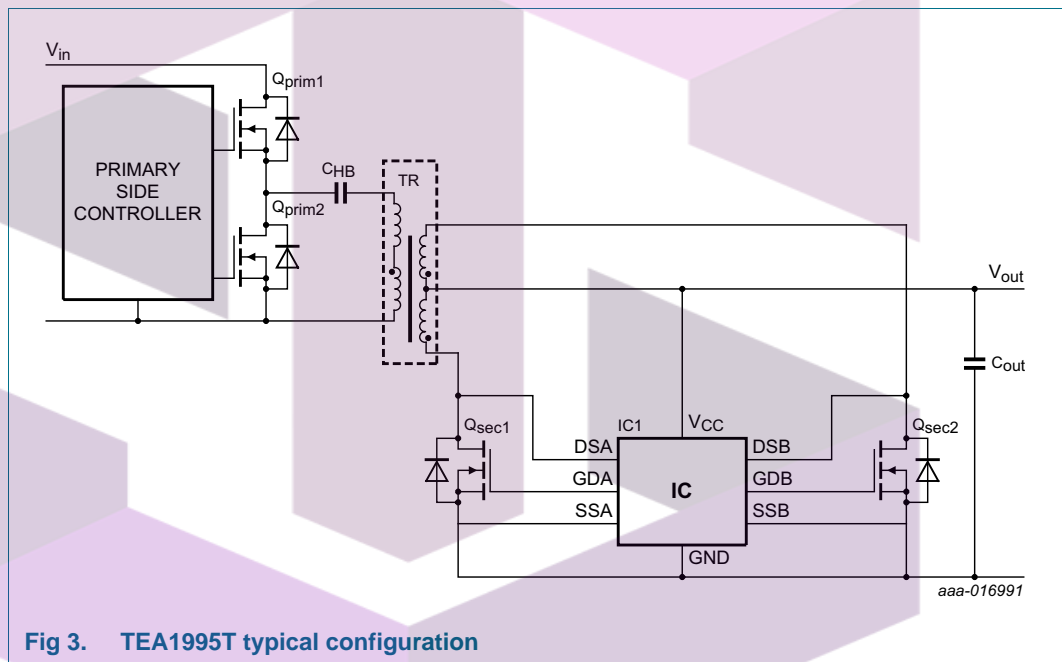 Vin
Qprim1
PRIMARY
SIDE
CONTROLLER
CHB
TR
Qprim2
Vout
Cout
Qsec1
IC1
VCC
Qsec2
DSA
DSB
GDA
IC
GDB
SSA
SSB
GND
aaa-016991
Fig 3. TEA1995T typical configuration